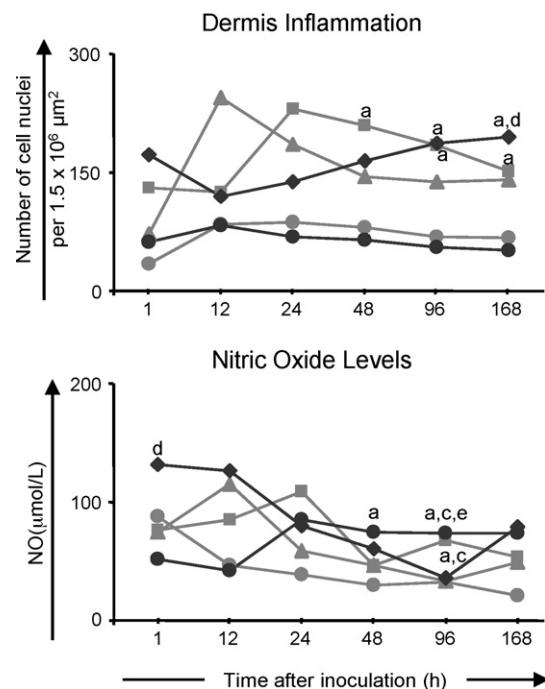 Dermis Inflammation
Number of cell nuclei
per 1.5 x 10⁶ µm²
300
150
0
a
a
a
a,d
a
1 12 24 48 96 168
Nitric Oxide Levels
NO(µmol/L)
200
100
0
d
a
a,c,e
a,c
1 12 24 48 96 168
Time after inoculation (h)